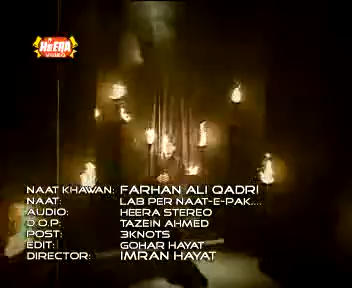 HEERA
VIDEO
NAAT KHAWAN: FARHAN ALI QADRI
NAAT: LAB PER NAAT-E-PAK....
AUDIO: HEERA STEREO
D.O.P: TAZEIN AHMED
POST: 3KNOTS
EDIT: GOHAR HAYAT
DIRECTOR: IMRAN HAYAT